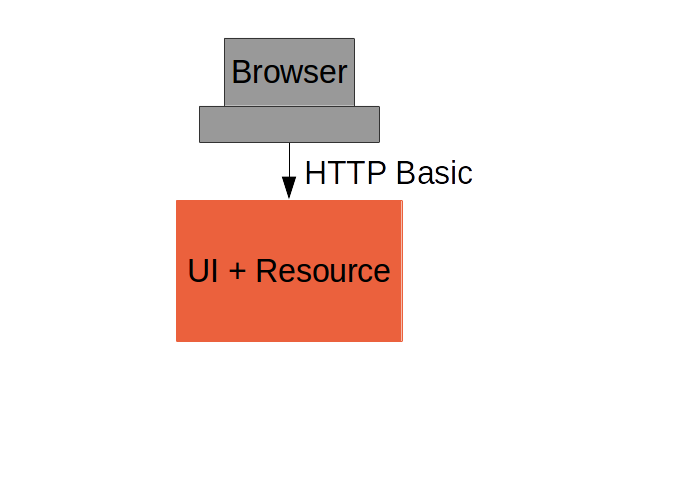 Browser
HTTP Basic
UI + Resource